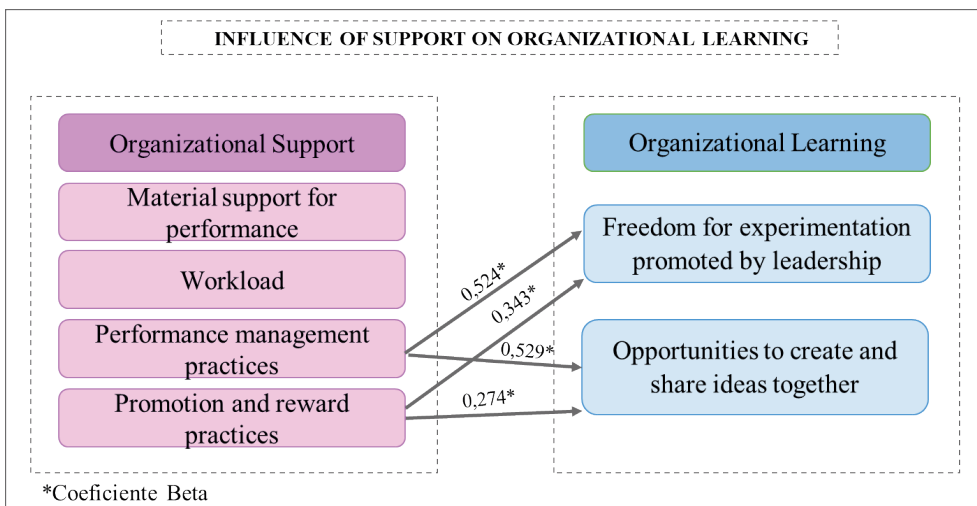 INFLUENCE OF SUPPORT ON ORGANIZATIONAL LEARNING
Organizational Support
Material support for
performance
Workload
Performance management
practices
Promotion and reward
practices
0,524*
0,343*
0,529*
0,274*
Organizational Learning
Freedom for experimentation
promoted by leadership
Opportunities to create and
share ideas together
*Coeficiente Beta